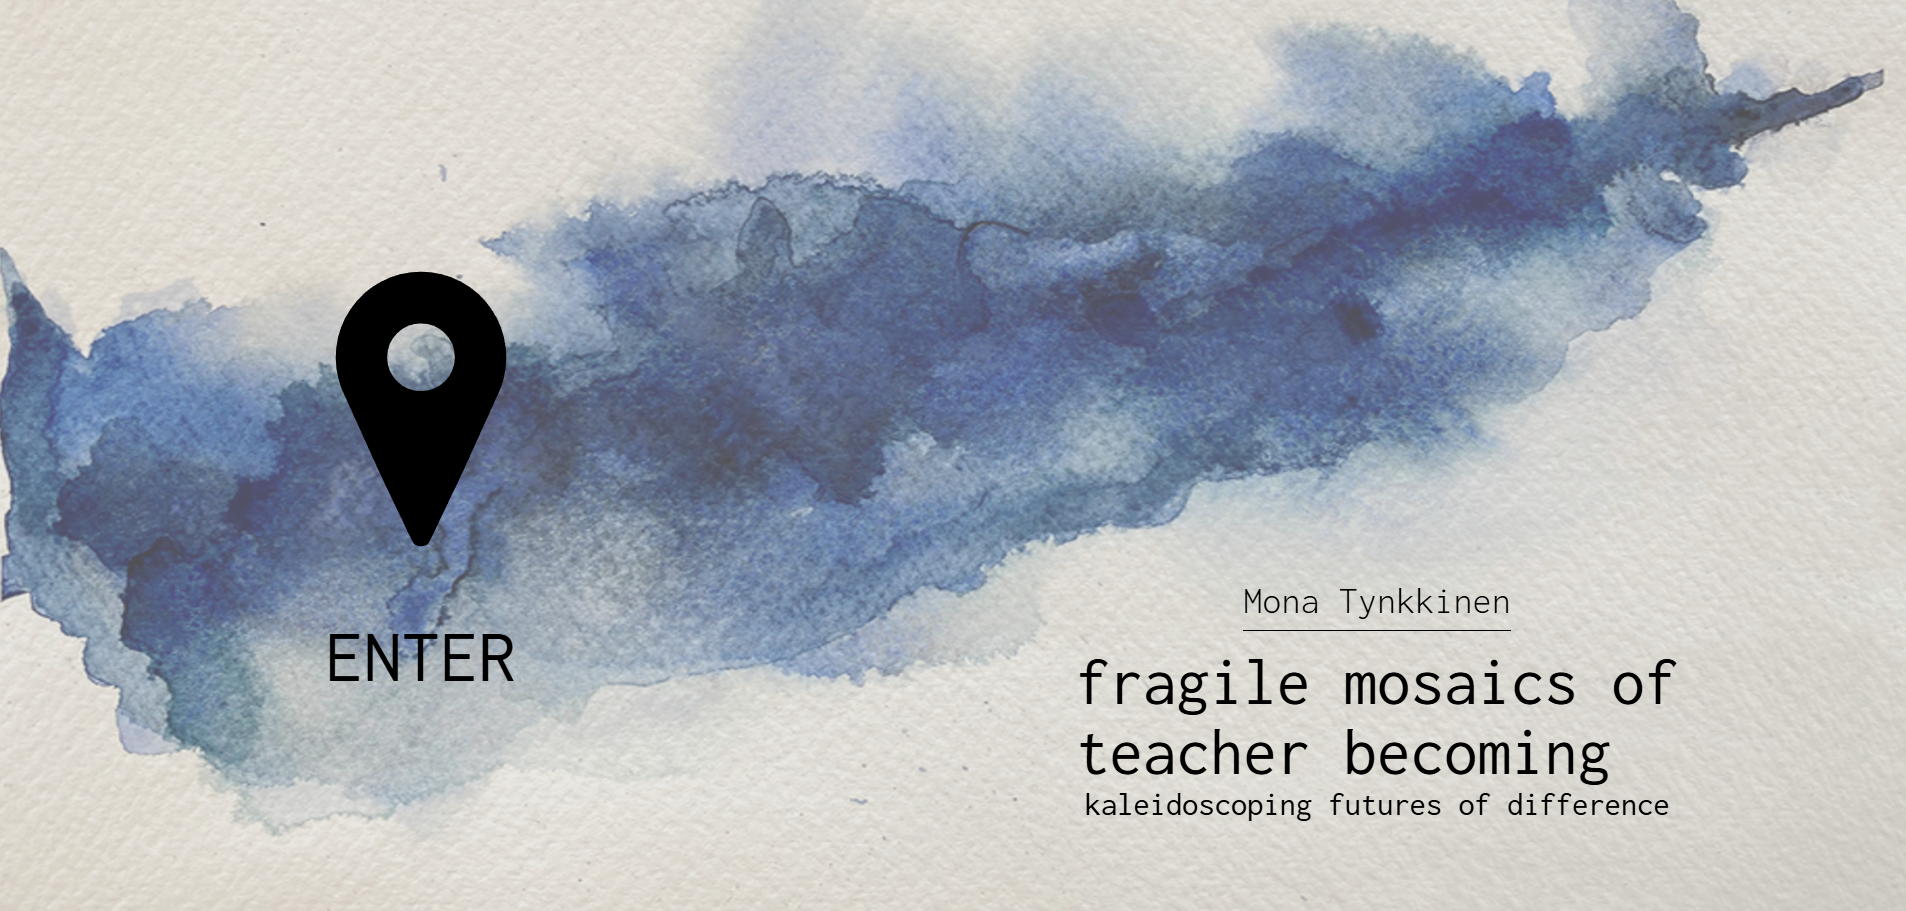 ENTER
Mona Tynkkinen
fragile mosaics of
teacher becoming
kaleidoscoping futures of difference